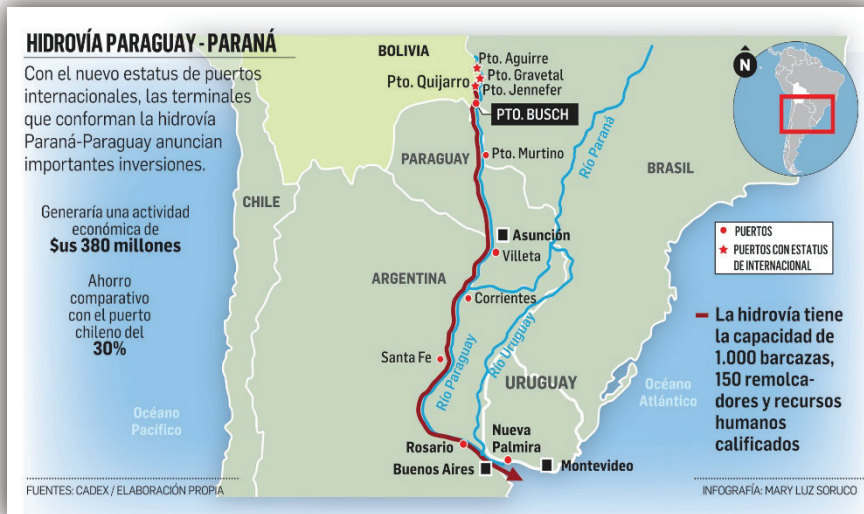 HIDROVÍA PARAGUAY - PARANÁ
Con el nuevo estatus de puertos
internacionales, las terminales
que conforman la hidrovía
Paraná-Paraguay anuncian
importantes inversiones.
Generaría una actividad
económica de
$us 380 millones
Ahorro
comparativo
con el puerto
chileno del
30%
BOLIVIA
Pto. Aguirre
Pto. Gravetal
Pto. Quijarro
Pto. Jennefer
PTO. BUSCH
PARAGUAY
Pto. Murtino
Río Paraná
BRASIL
CHILE
Asunción
Villeta
ARGENTINA
Corrientes
Santa Fe
Río Paraguay
Río Uruguay
URUGUAY
Océano
Pacífico
Océano
Atlántico
Rosario
Nueva
Palmira
Buenos Aires
Montevideo
N
PUERTOS
PUERTOS CON ESTATUS
DE INTERNACIONAL
La hidrovía tiene
la capacidad de
1.000 barcazas,
150 remolca-
dores y recursos
humanos
calificados
FUENTES: CADEX / ELABORACIÓN PROPIA
INFOGRAFÍA: MARY LUZ SORUCO